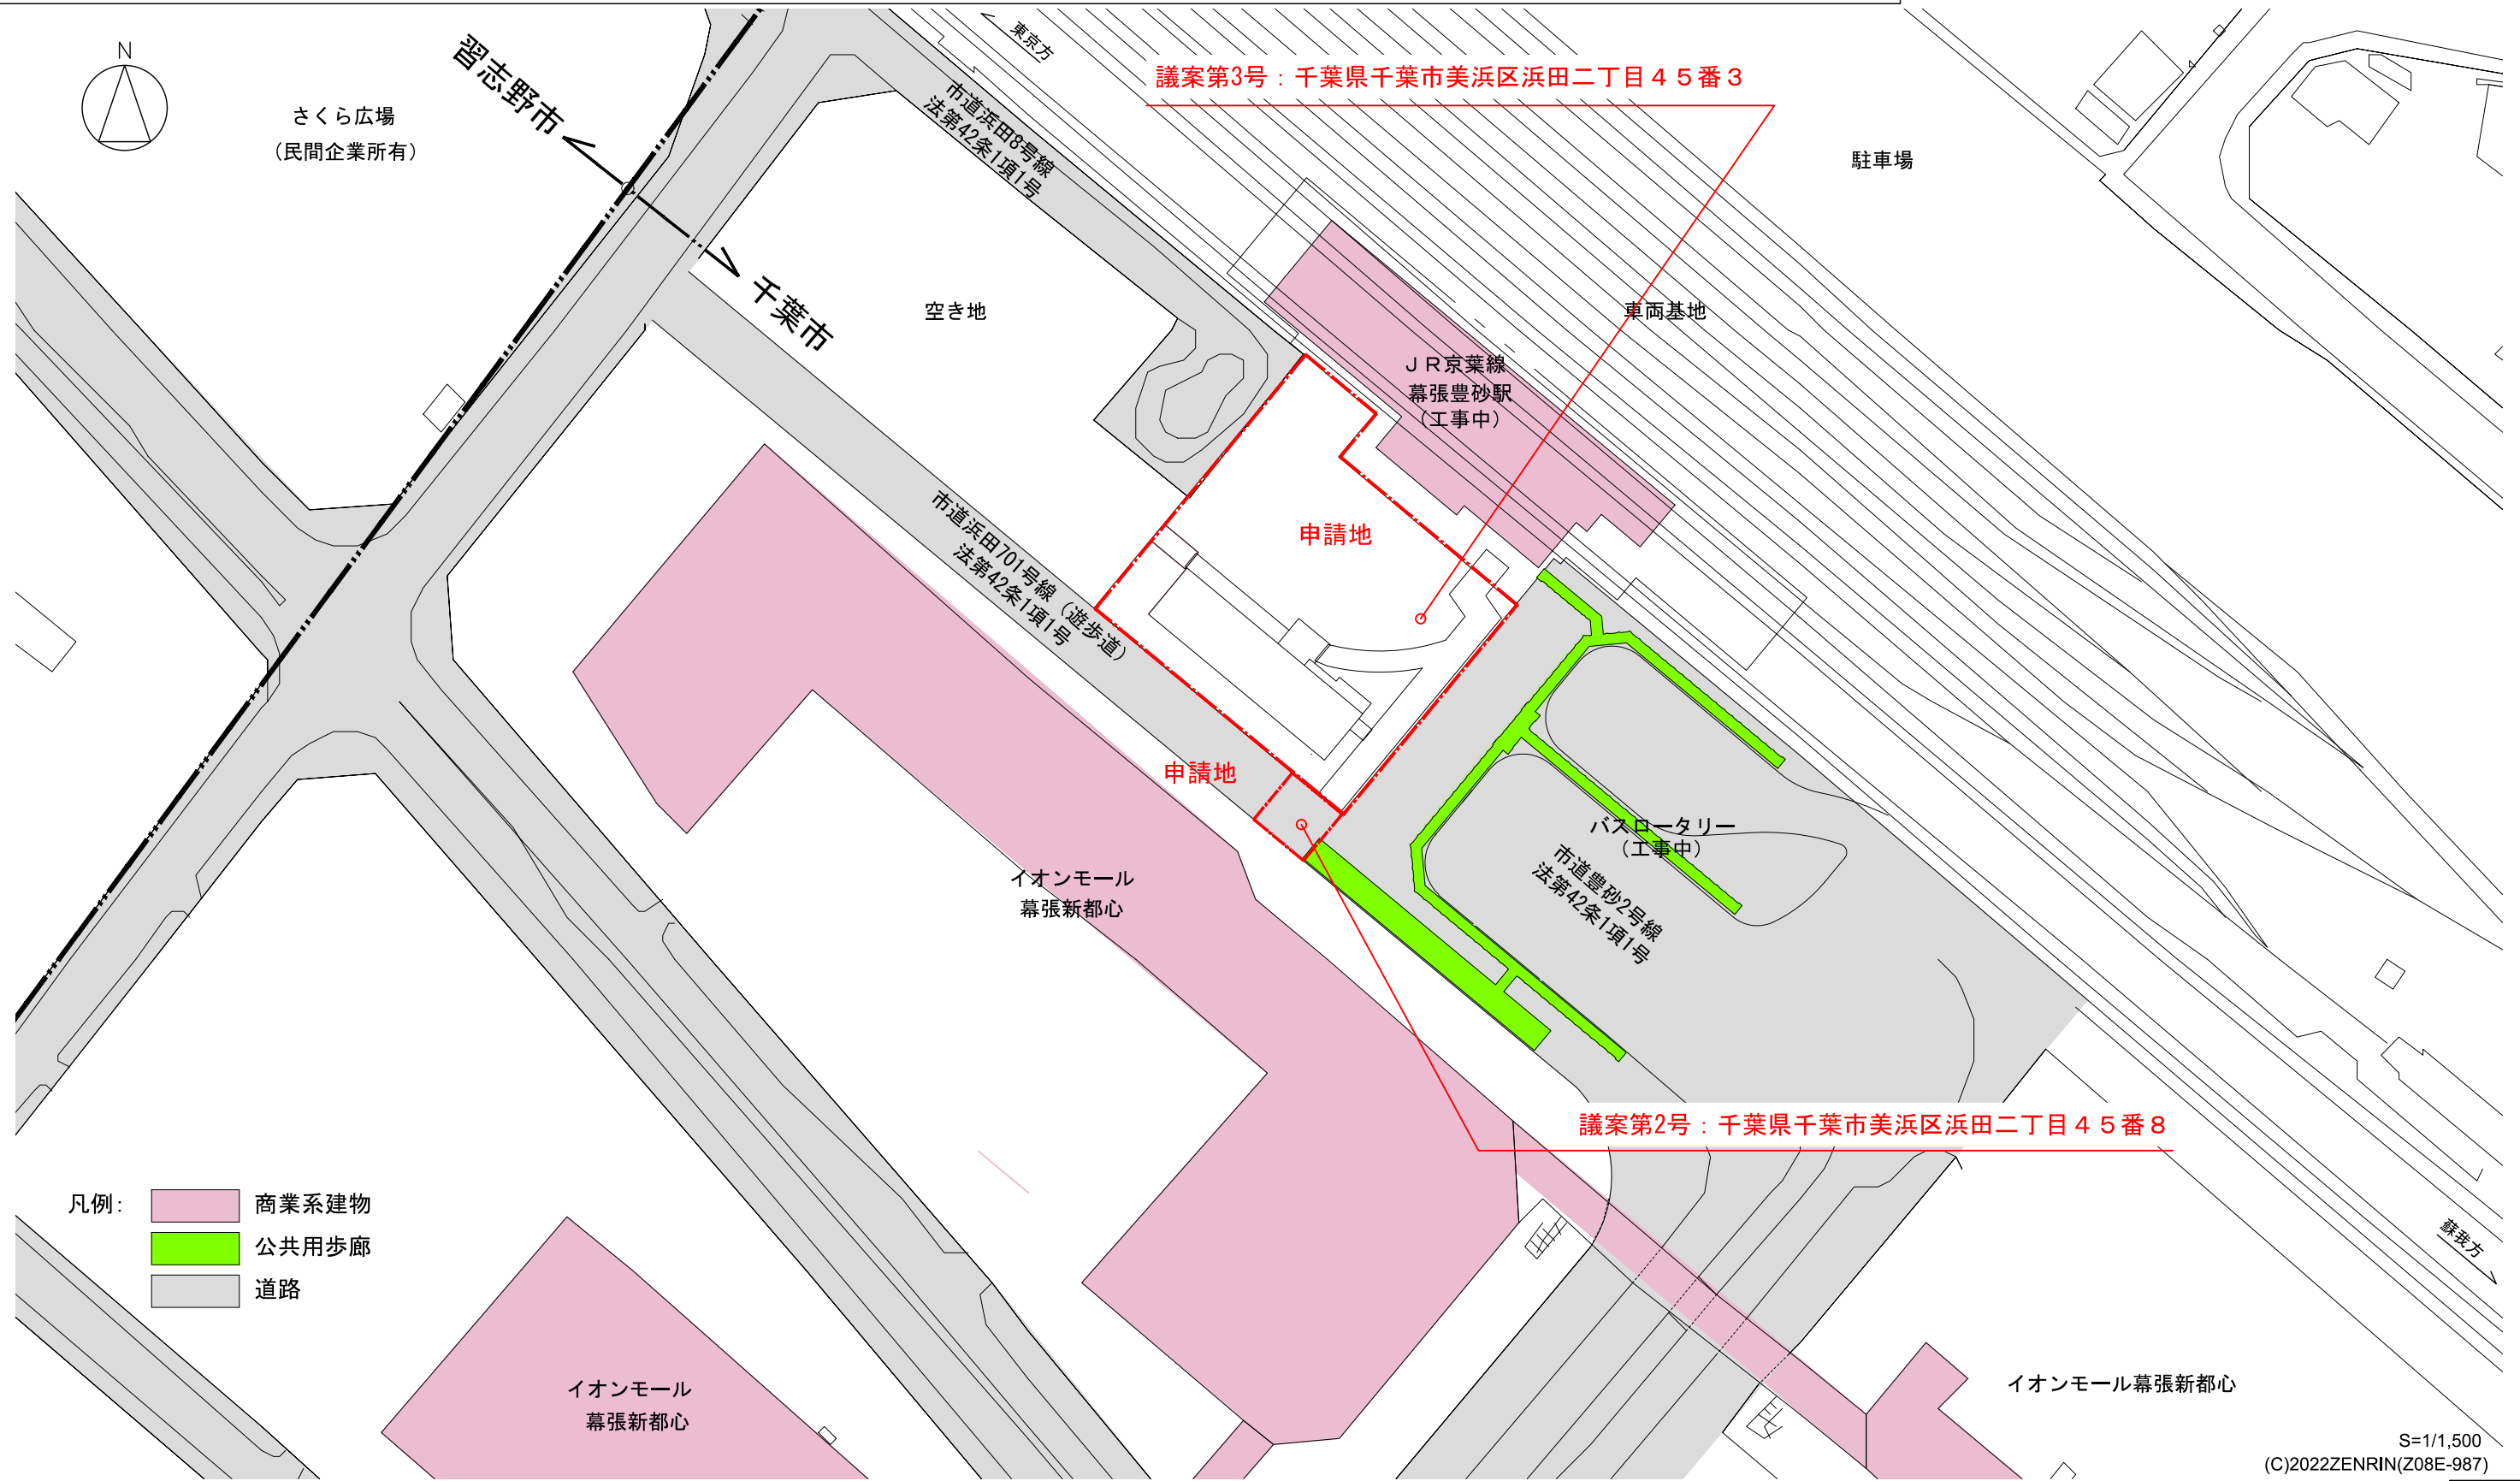 N
さくら広場
（民間企業所有）
習志野市
千葉市
東京方
議案第3号：千葉県千葉市美浜区浜田二丁目４５番３
市道浜田8号線
法第42条1項1号
駐車場
空き地
車両基地
ＪＲ京葉線
幕張豊砂駅
（工事中）
市道浜田701号線（遊歩道）
法第42条1項1号
申請地
申請地
バスロータリー
（工事中）
市道豊砂2号線
法第42条1項1号
イオンモール
幕張新都心
議案第2号：千葉県千葉市美浜区浜田二丁目４５番８
凡例：
商業系建物
公共用歩廊
道路
蘇我方
イオンモール
幕張新都心
イオンモール幕張新都心
S=1/1,500
(C)2022ZENRIN(Z08E-987)